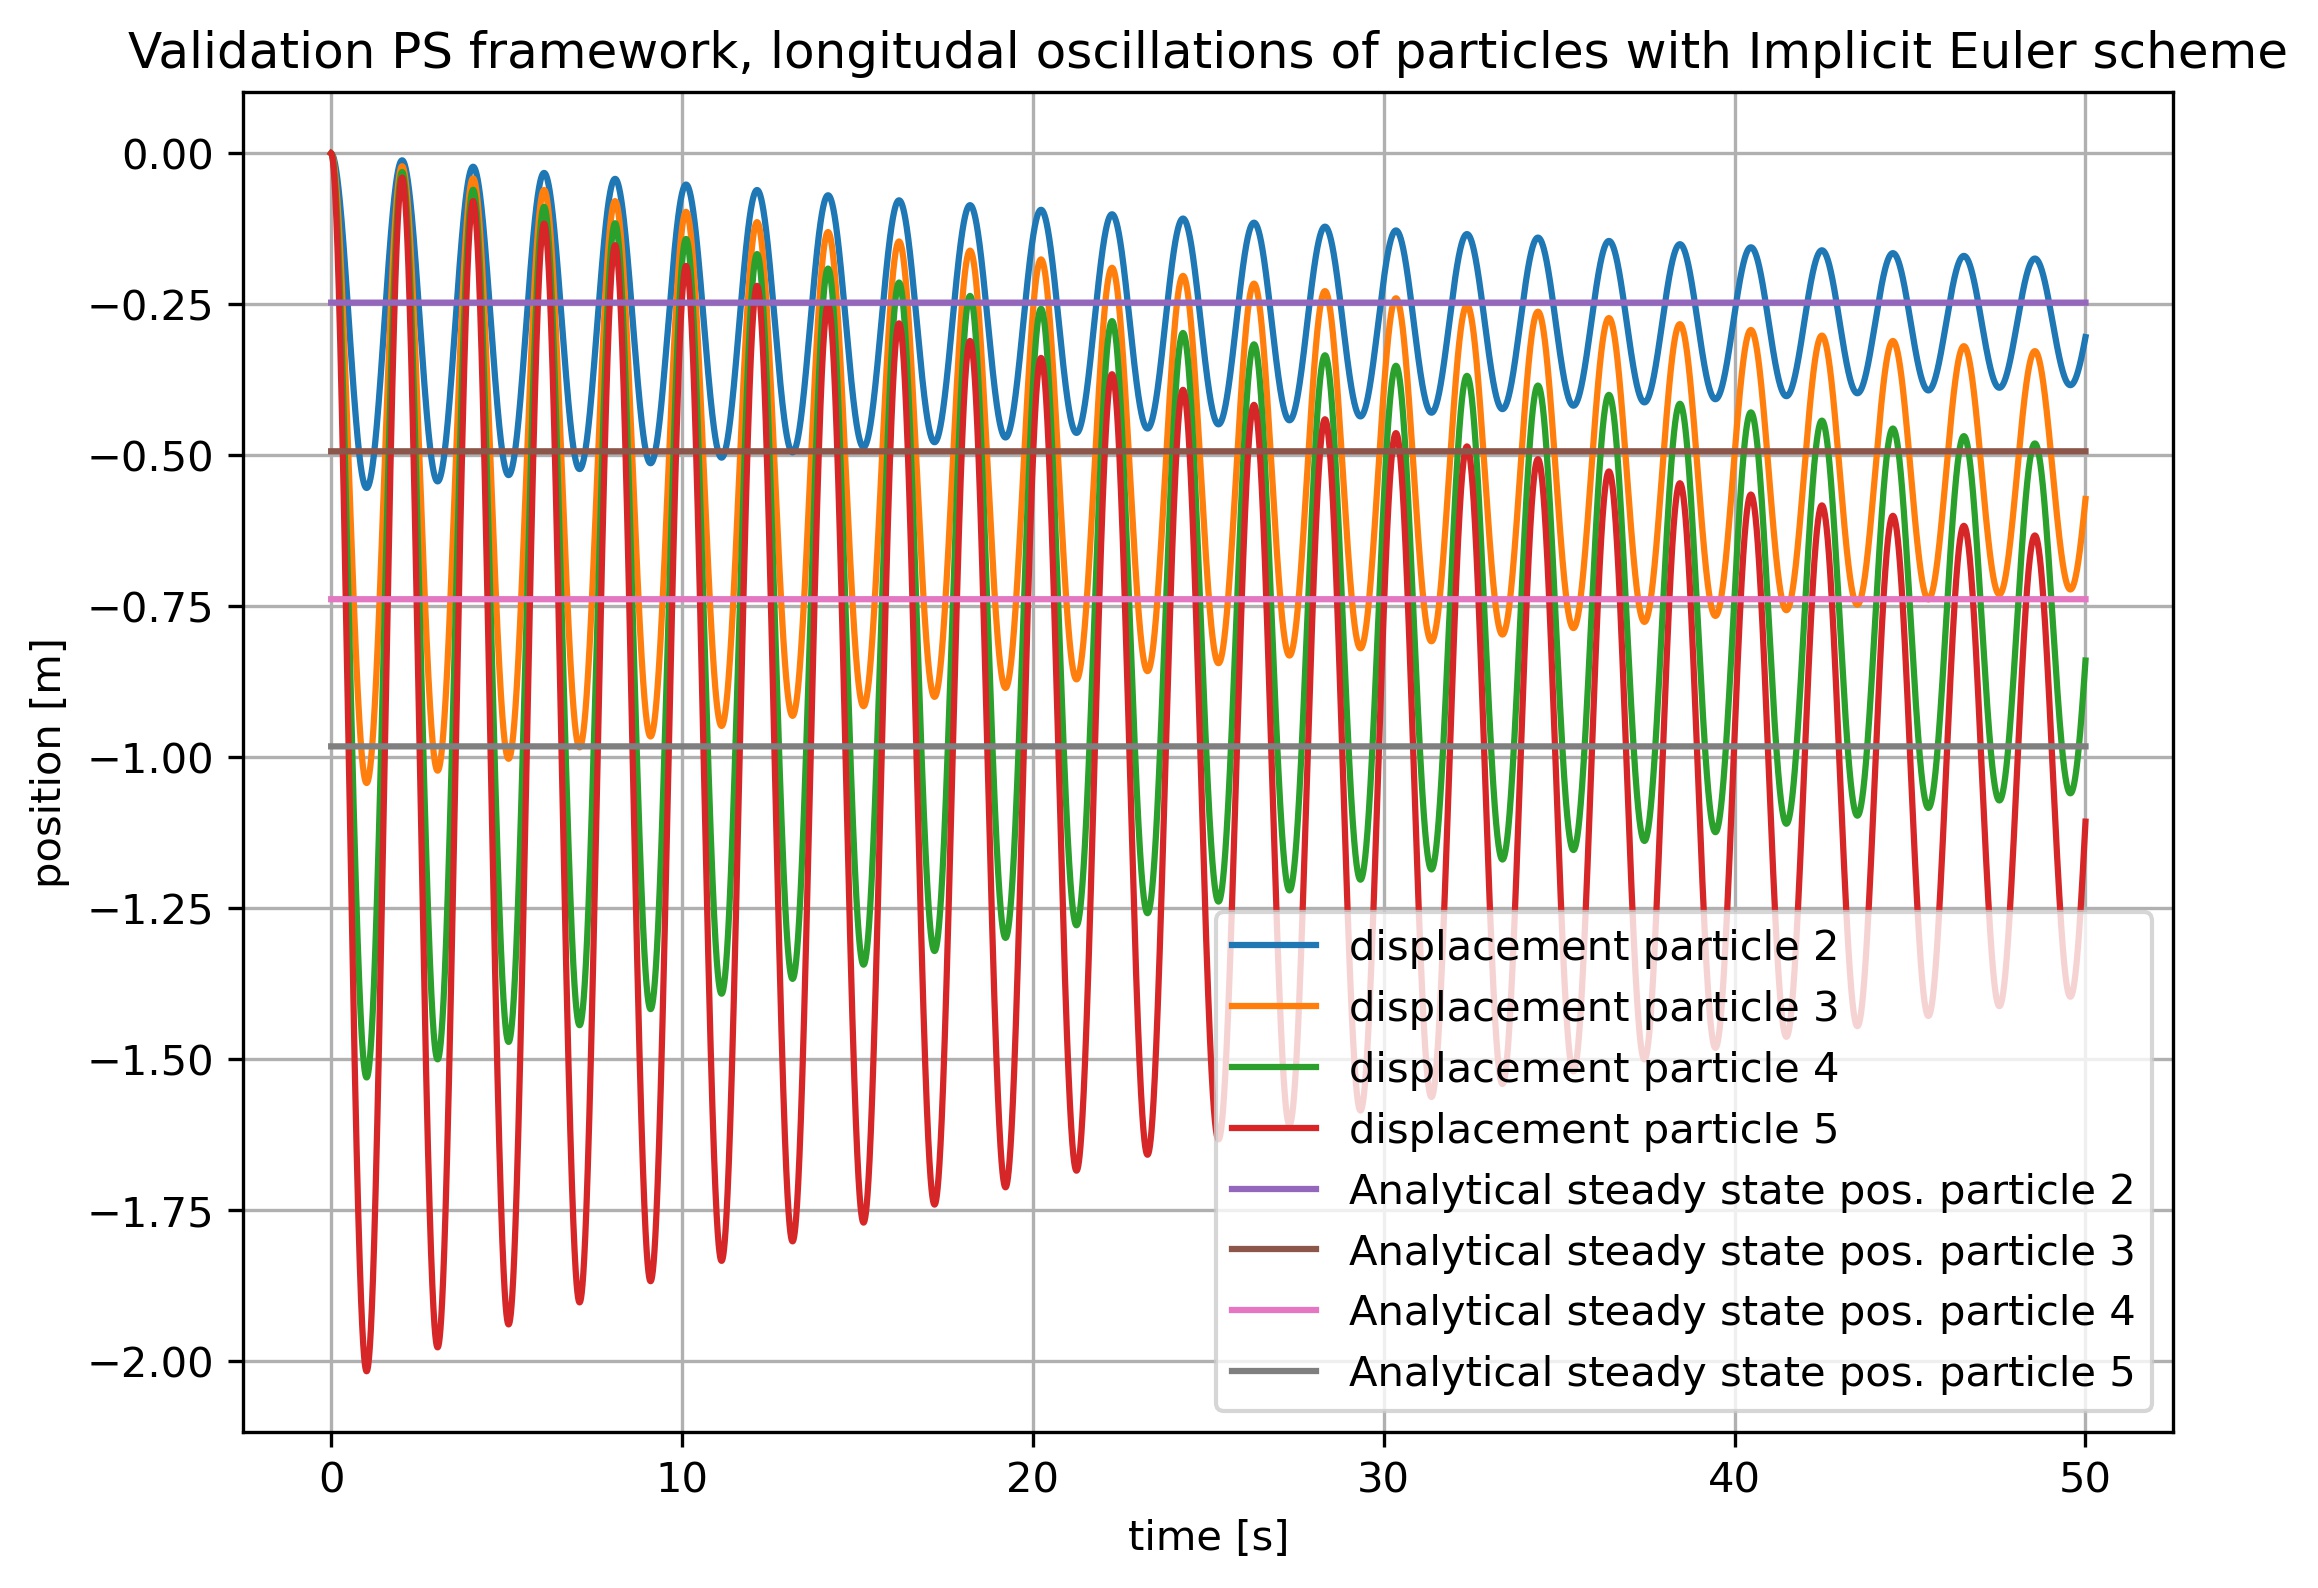 Validation PS framework, longitudal oscillations of particles with Implicit Euler scheme
0.00
−0.25
−0.50
−0.75
−1.00
−1.25
−1.50
−1.75
−2.00
position [m]
displacement particle 2
displacement particle 3
displacement particle 4
displacement particle 5
Analytical steady state pos. particle 2
Analytical steady state pos. particle 3
Analytical steady state pos. particle 4
Analytical steady state pos. particle 5
0 10 20 30 40 50
time [s]